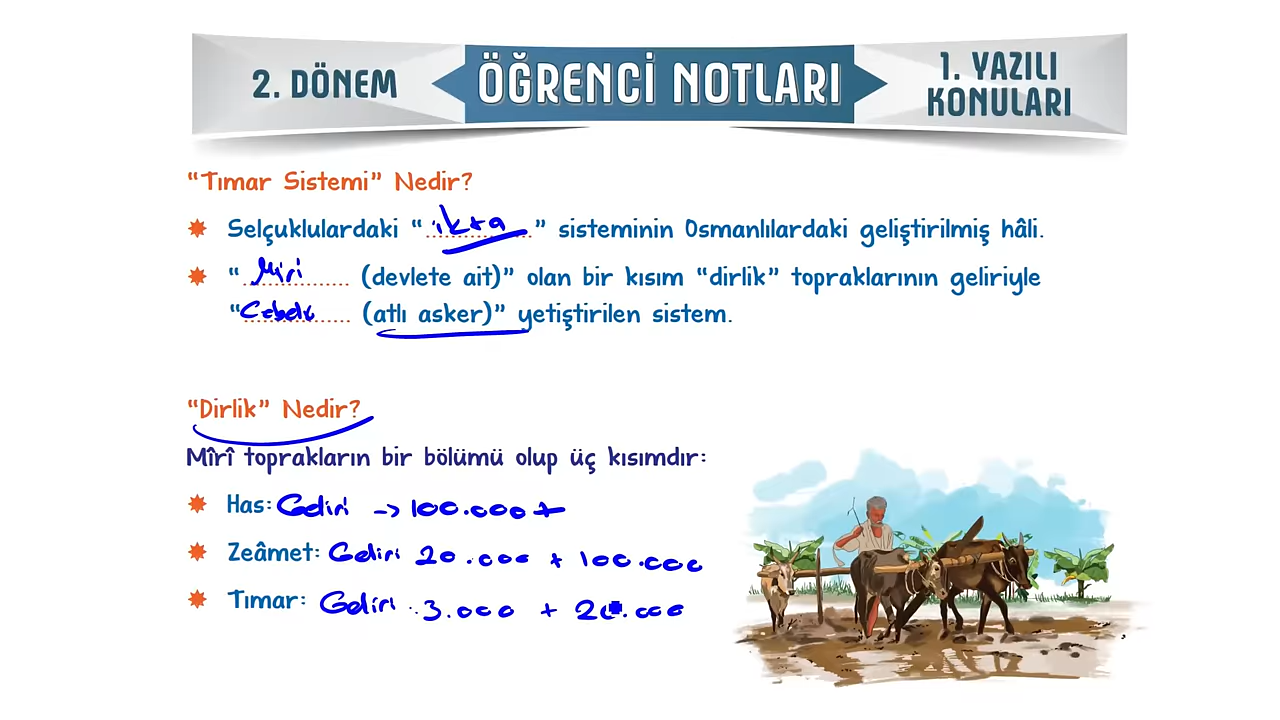 2. DÖNEM
ÖĞRENCİ NOTLARI
1. YAZILI
KONULARI
“Tımar Sistemi” Nedir?
Selçuklulardaki “ikta” sisteminin Osmanlılardaki geliştirilmiş hâli.
“Miri (devlete ait)” olan bir kısım “dirlik” topraklarının geliriyle
“Cebelu (atlı asker)” yetiştirilen sistem.
“Dirlik” Nedir?
Mîrî toprakların bir bölümü olup üç kısımdır:
Has: Geliri -> 100.000 +
Zeâmet: Geliri 20.000 + 100.000
Tımar: Geliri 3.000 + 20.000